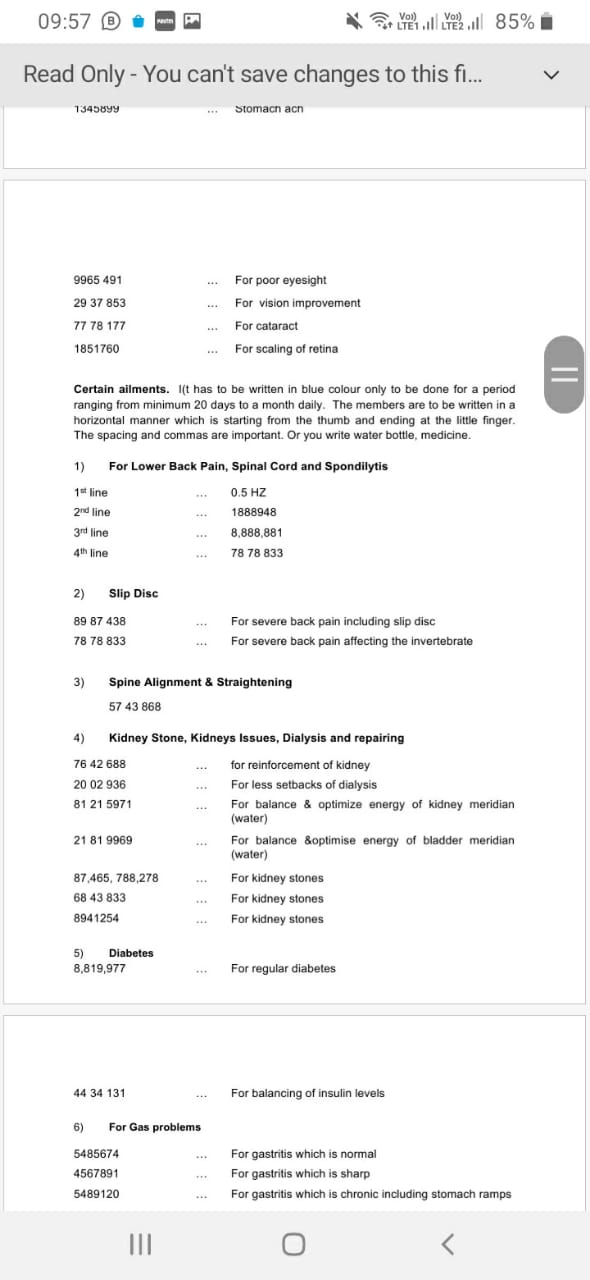 09:57 B Paytm Vo)) LTE1 Vo)) LTE2 85%
Read Only - You can't save changes to this fi...
1345899 ... Stomach ach
9965 491 ... For poor eyesight
29 37 853 ... For vision improvement
77 78 177 ... For cataract
1851760 ... For scaling of retina
Certain ailments. I(t has to be written in blue colour only to be done for a period
ranging from minimum 20 days to a month daily. The members are to be written in a
horizontal manner which is starting from the thumb and ending at the little finger.
The spacing and commas are important. Or you write water bottle, medicine.
1) For Lower Back Pain, Spinal Cord and Spondilytis
1st line ... 0.5 HZ
2nd line ... 1888948
3rd line ... 8,888,881
4th line ... 78 78 833
2) Slip Disc
89 87 438 ... For severe back pain including slip disc
78 78 833 ... For severe back pain affecting the invertebrate
3) Spine Alignment & Straightening
57 43 868
4) Kidney Stone, Kidneys Issues, Dialysis and repairing
76 42 688 ... for reinforcement of kidney
20 02 936 ... For less setbacks of dialysis
81 21 5971 ... For balance & optimize energy of kidney meridian
(water)
21 81 9969 ... For balance &optimise energy of bladder meridian
(water)
87,465, 788,278 ... For kidney stones
68 43 833 ... For kidney stones
8941254 ... For kidney stones
5) Diabetes
8,819,977 ... For regular diabetes
44 34 131 ... For balancing of insulin levels
6) For Gas problems
5485674 ... For gastritis which is normal
4567891 ... For gastritis which is sharp
5489120 ... For gastritis which is chronic including stomach ramps